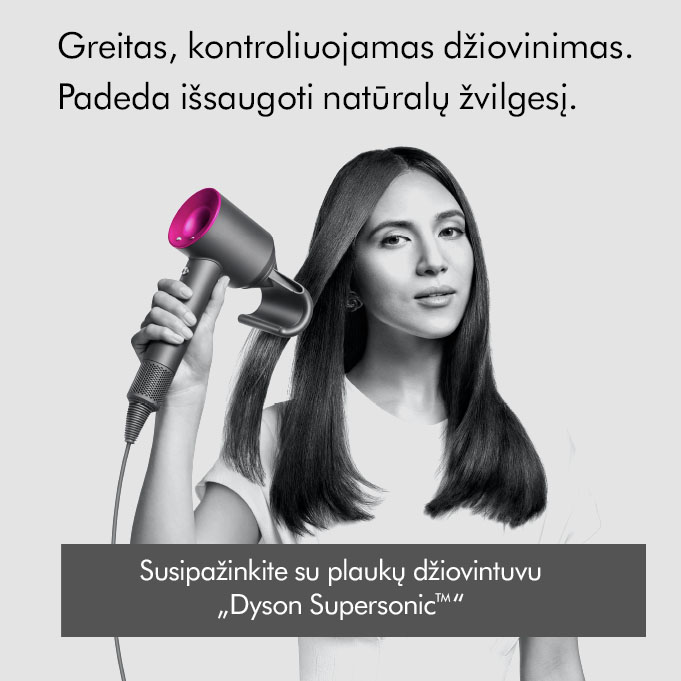 Greitas, kontroliuojamas džiovinimas.
Padeda išsaugoti natūralų žvilgesį.
Susipažinkite su plaukų džiovintuvu
„Dyson Supersonic™“